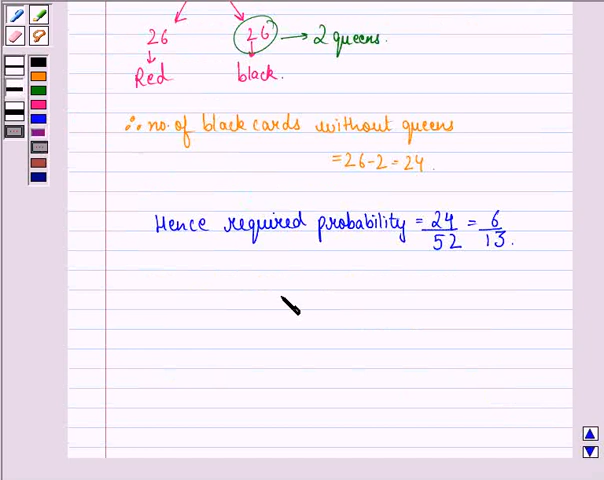 26 26 → 2 queens.
Red black.
∴ no. of black cards without queens
= 26 - 2 = 24.
Hence required probability = 24/52 = 6/13.